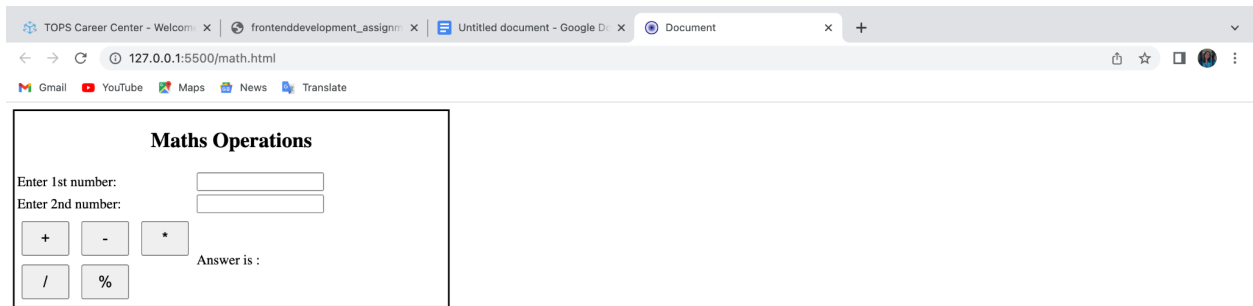 TOPS Career Center - Welcom
frontenddevelopment_assignm
Untitled document - Google Do
Document
127.0.0.1:5500/math.html
Gmail
YouTube
Maps
News
Translate
Maths Operations
Enter 1st number:
Enter 2nd number:
+ - *
Answer is :
/ %